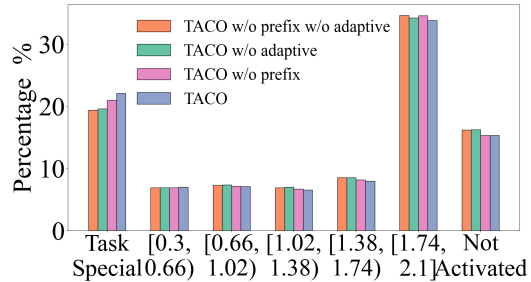 Percentage %
30
20
10
0
TACO w/o prefix w/o adaptive
TACO w/o adaptive
TACO w/o prefix
TACO
Task Special
[0.3, 0.66)
[0.66, 1.02)
[1.02, 1.38)
[1.38, 1.74)
[1.74, 2.1]
Not Activated